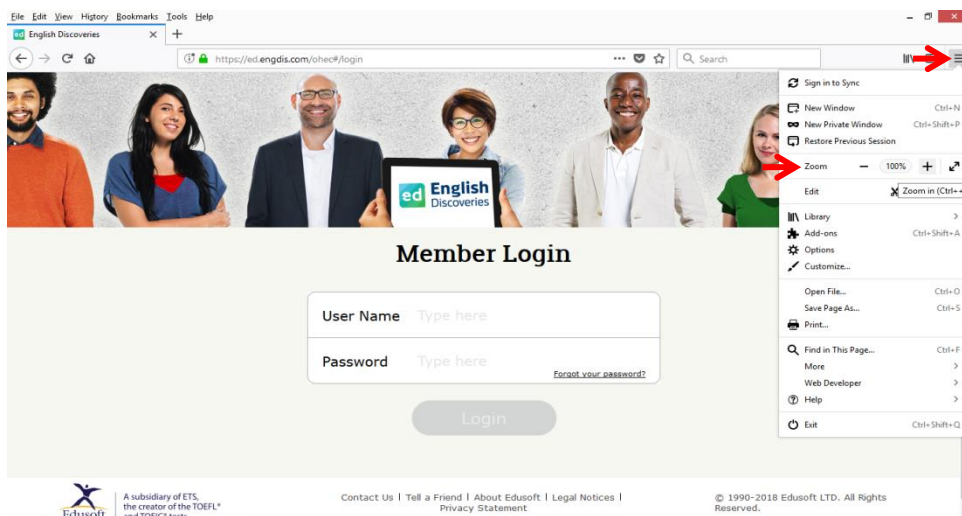 File Edit View History Bookmarks Tools Help
English Discoveries
https://ed.engdis.com/ohec#/login
Search
Sign in to Sync
New Window Ctrl+N
New Private Window Ctrl+Shift+P
Restore Previous Session
Zoom 100%
Edit
Zoom in (Ctrl+
Library
Add-ons Ctrl+Shift+A
Options
Customize...
Open File... Ctrl+O
Save Page As... Ctrl+S
Print...
Find in This Page... Ctrl+F
More
Web Developer
Help
Exit Ctrl+Shift+Q
ed English
Discoveries
Member Login
User Name Type here
Password Type here
Forgot your password?
Login
Edusoft
A subsidiary of ETS,
the creator of the TOEFL®
and TOEIC® tests
Contact Us | Tell a Friend | About Edusoft | Legal Notices |
Privacy Statement
© 1990-2018 Edusoft LTD. All Rights
Reserved.